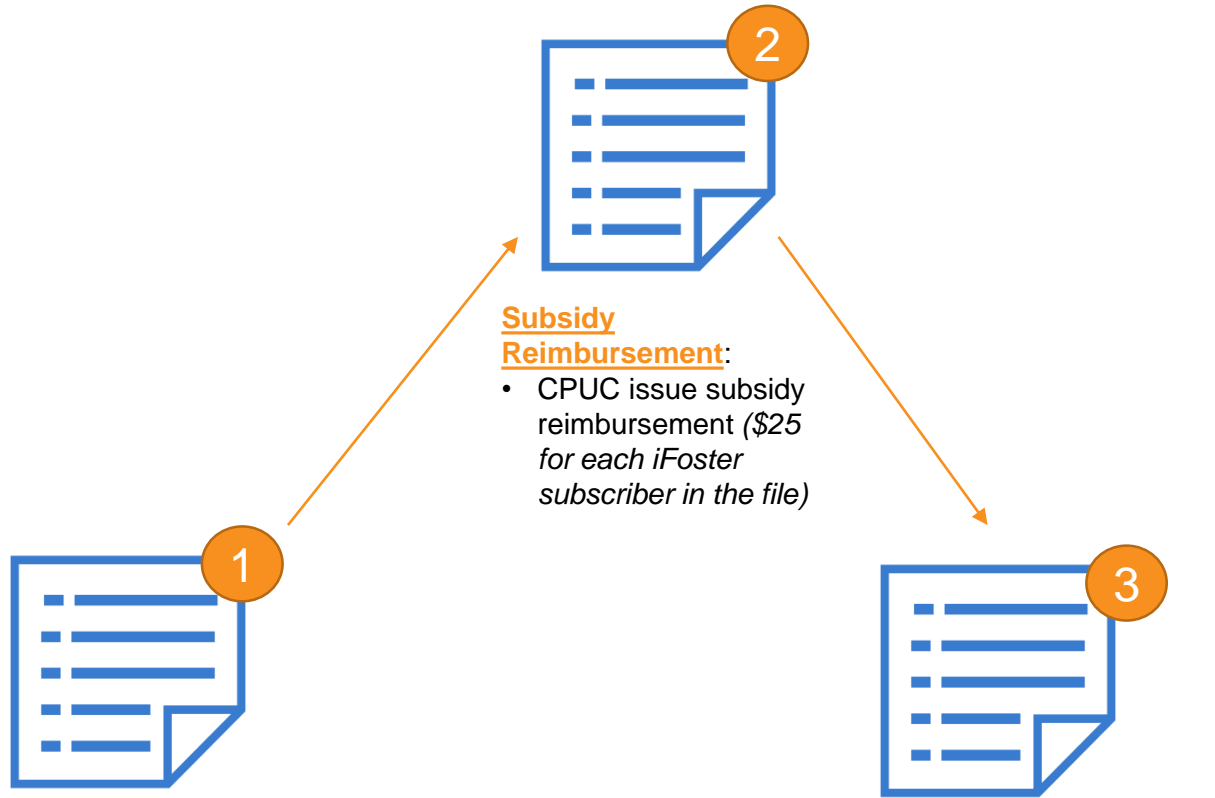 2
Subsidy
Reimbursement:
• CPUC issue subsidy
reimbursement ($25
for each iFoster
subscriber in the file)
1
3